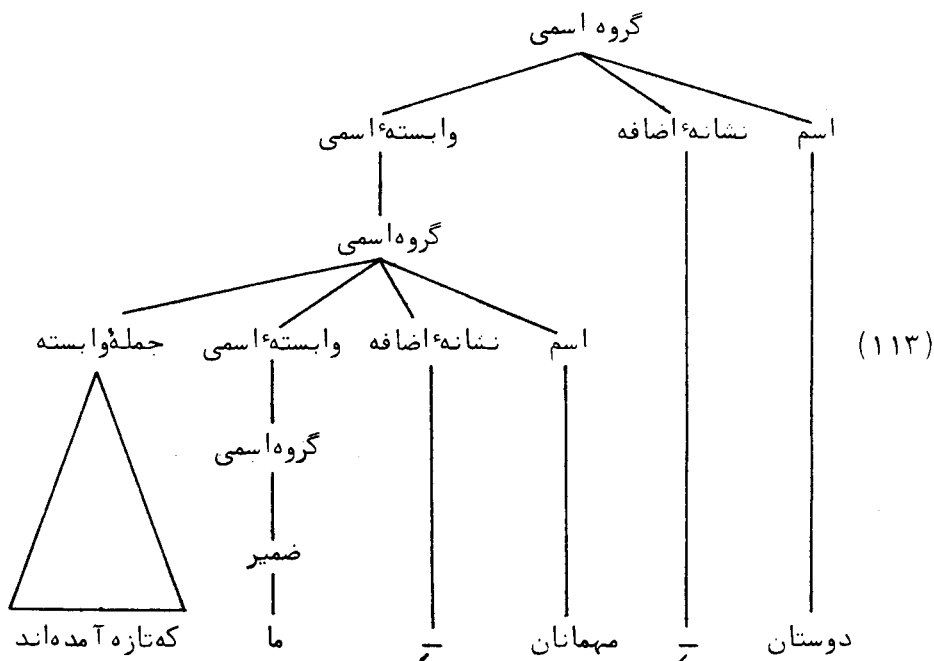 گروه اسمی
اسم نشانهٔ اضافه وابستهٔ اسمی
گروه اسمی
(۱۱۳)
اسم نشانهٔ اضافه وابستهٔ اسمی جملهٔ وابسته
گروه اسمی
ضمیر
دوستان ـِ مهمانان ـِ ما که تازه آمده‌اند